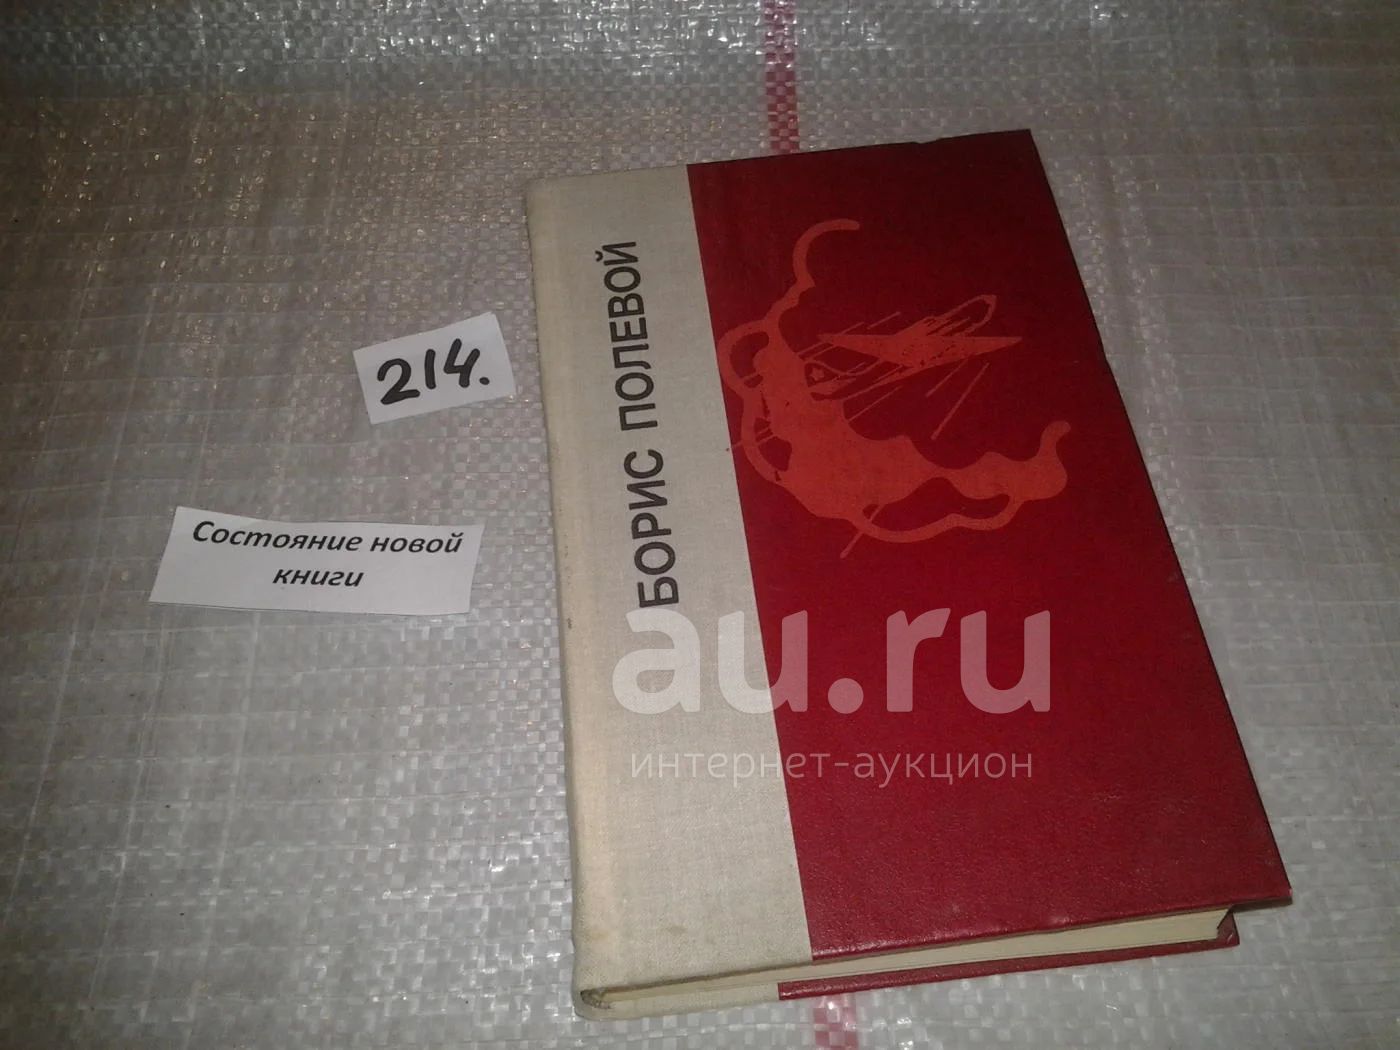 БОРИС ПОЛЕВОЙ
214.
Состояние новой
книги
au.ru
интернет-аукцион